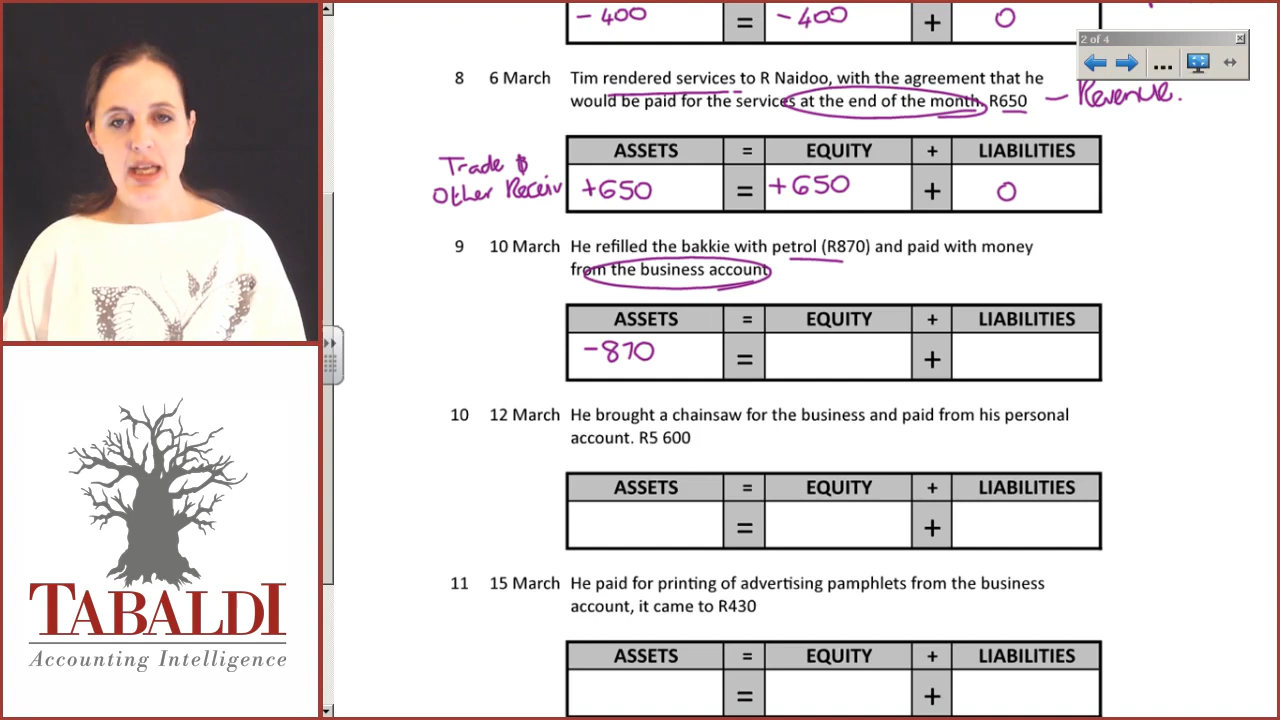 - 400 = - 400 + 0
2 of 4
8 6 March Tim rendered services to R Naidoo, with the agreement that he
would be paid for the services at the end of the month, R650 - Revenue.
ASSETS = EQUITY + LIABILITIES
Trade &
Other Receiv +650 = +650 + 0
9 10 March He refilled the bakkie with petrol (R870) and paid with money
from the business account
ASSETS = EQUITY + LIABILITIES
-870 = +
10 12 March He brought a chainsaw for the business and paid from his personal
account. R5 600
ASSETS = EQUITY + LIABILITIES
= +
11 15 March He paid for printing of advertising pamphlets from the business
account, it came to R430
ASSETS = EQUITY + LIABILITIES
= +
TABALDI
Accounting Intelligence